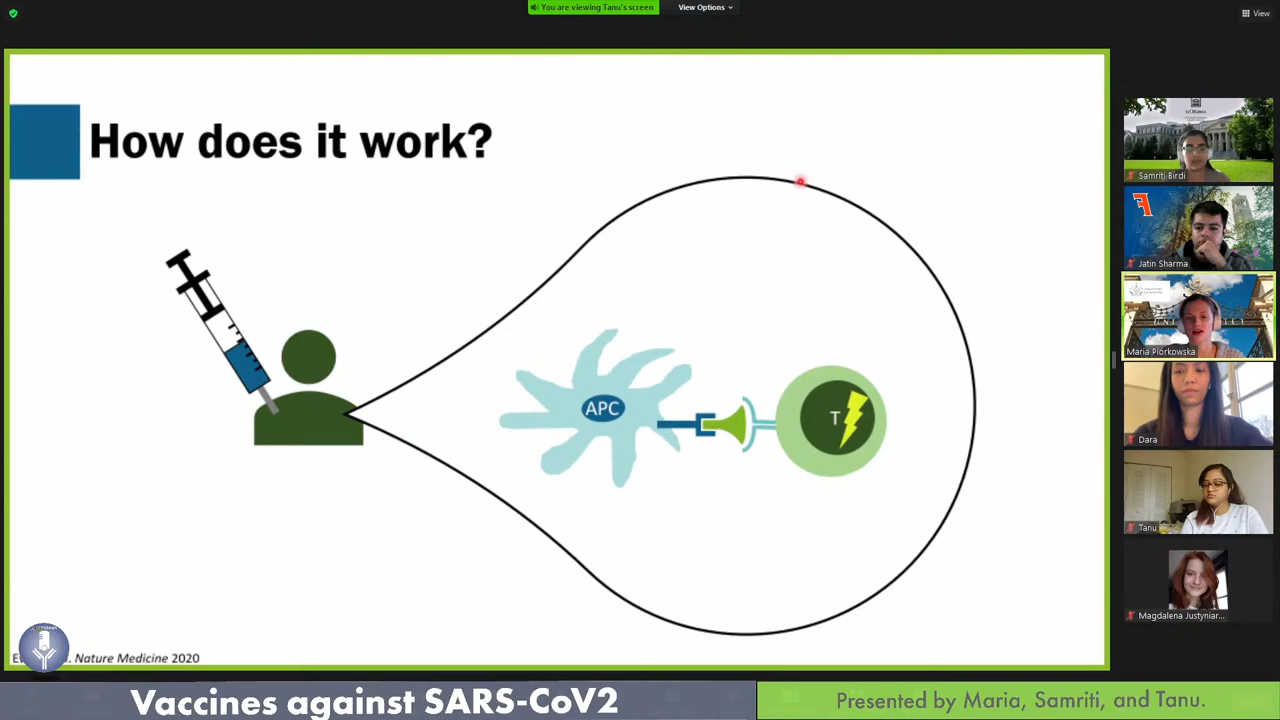 You are viewing Tanu's screen
View Options
View
How does it work?
APC
T
Nature Medicine 2020
Samriti Birdi
Jatin Sharma
Maria Piórkowska
Dara
Tanu
Magdalena Justyniar...
Vaccines against SARS-CoV2
Presented by Maria, Samriti, and Tanu.